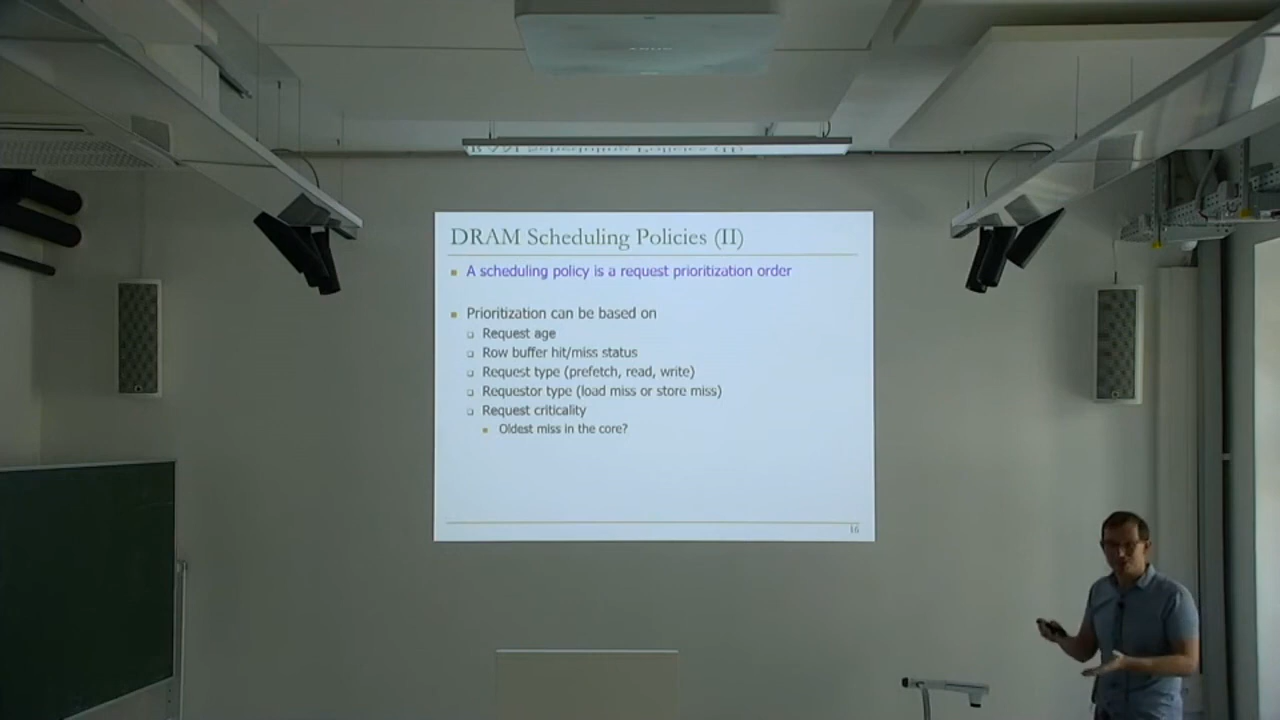 DRAM Scheduling Policies (II)
A scheduling policy is a request prioritization order
Prioritization can be based on
Request age
Row buffer hit/miss status
Request type (prefetch, read, write)
Requestor type (load miss or store miss)
Request criticality
Oldest miss in the core?
16